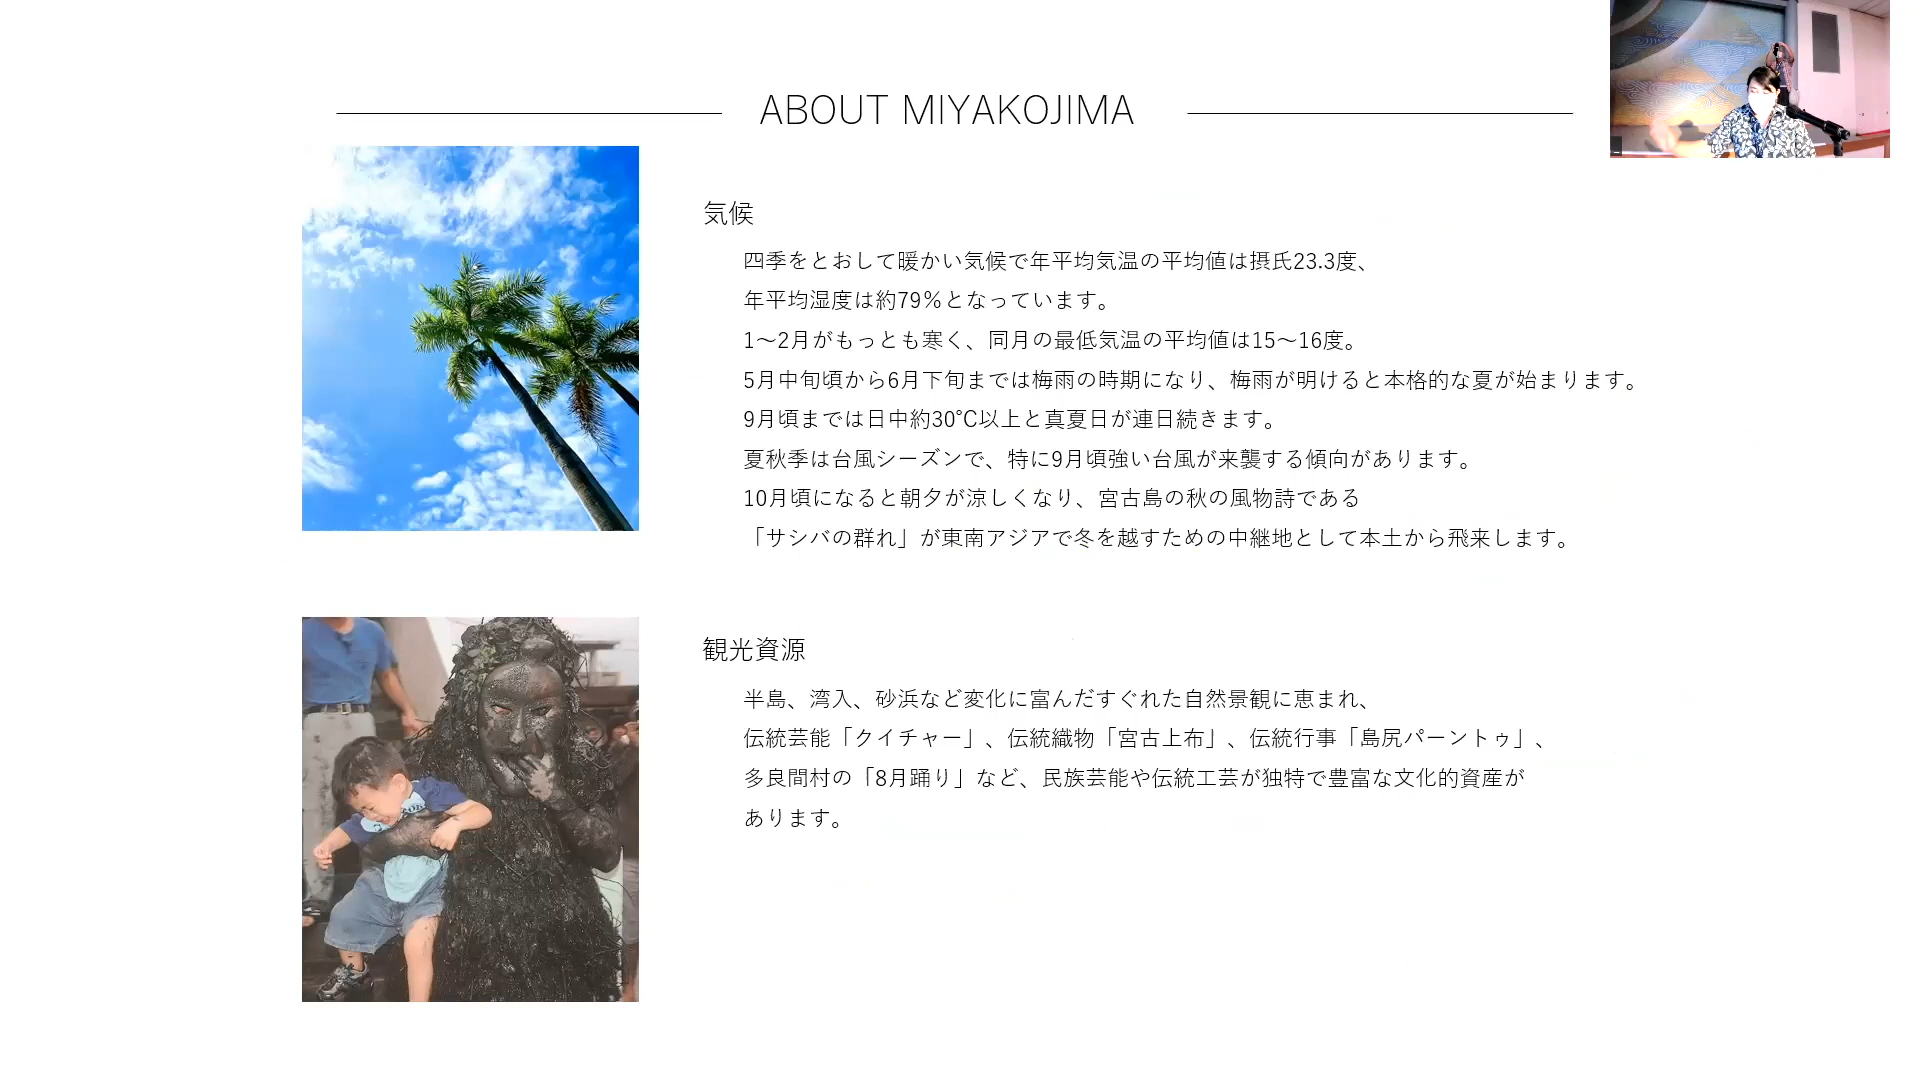 ABOUT MIYAKOJIMA
気候
四季をとおして暖かい気候で年平均気温の平均値は摂氏23.3度、
年平均湿度は約79％となっています。
1～2月がもっとも寒く、同月の最低気温の平均値は15～16度。
5月中旬頃から6月下旬までは梅雨の時期になり、梅雨が明けると本格的な夏が始まります。
9月頃までは日中約30℃以上と真夏日が連日続きます。
夏秋季は台風シーズンで、特に9月頃強い台風が来襲する傾向があります。
10月頃になると朝夕が涼しくなり、宮古島の秋の風物詩である
「サシバの群れ」が東南アジアで冬を越すための中継地として本土から飛来します。
観光資源
半島、湾入、砂浜など変化に富んだすぐれた自然景観に恵まれ、
伝統芸能「クイチャー」、伝統織物「宮古上布」、伝統行事「島尻パーントゥ」、
多良間村の「8月踊り」など、民族芸能や伝統工芸が独特で豊富な文化的資産が
あります。